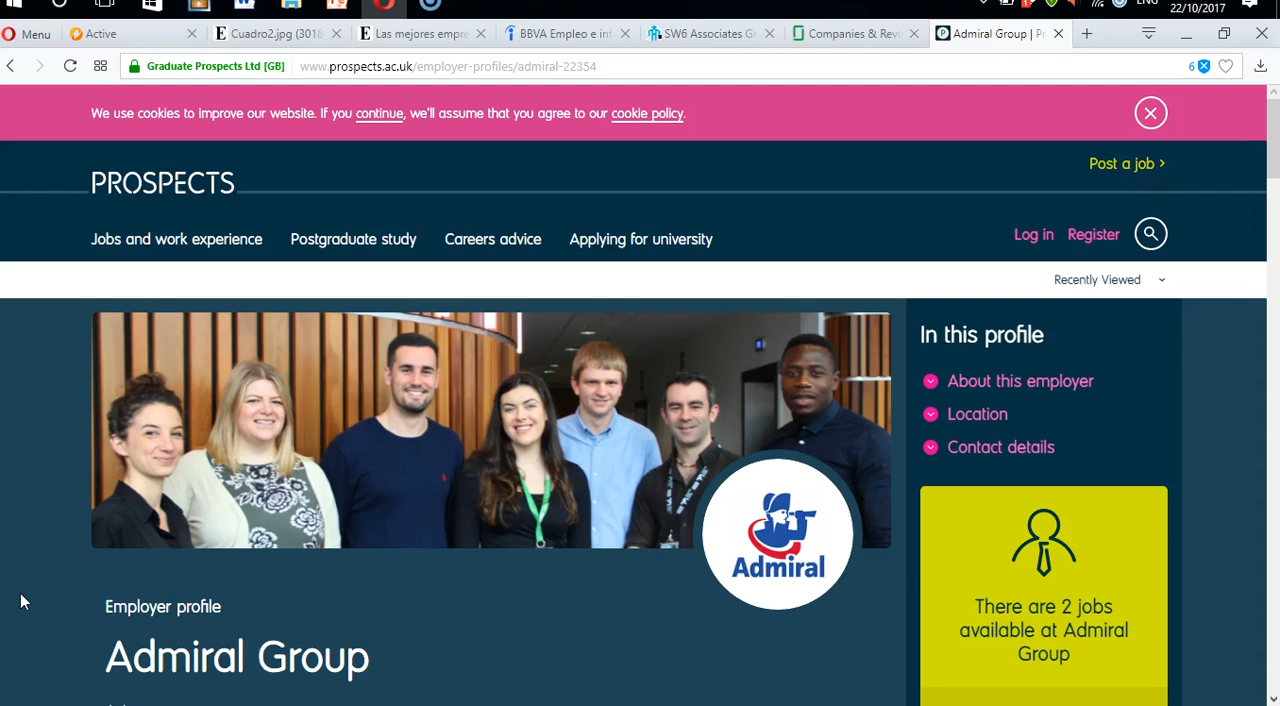 ENG
22/10/2017
Menu
Active
Cuadro2.jpg (3018
Las mejores empre
BBVA Empleo e inf
SW6 Associates G
Companies & Revi
Admiral Group | Pr
Graduate Prospects Ltd [GB]
www.prospects.ac.uk/employer-profiles/admiral-22354
6
We use cookies to improve our website. If you continue, we'll assume that you agree to our cookie policy.
Post a job >
PROSPECTS
Jobs and work experience
Postgraduate study
Careers advice
Applying for university
Log in
Register
Recently Viewed
In this profile
About this employer
Location
Contact details
Admiral
There are 2 jobs
available at Admiral
Group
Employer profile
Admiral Group